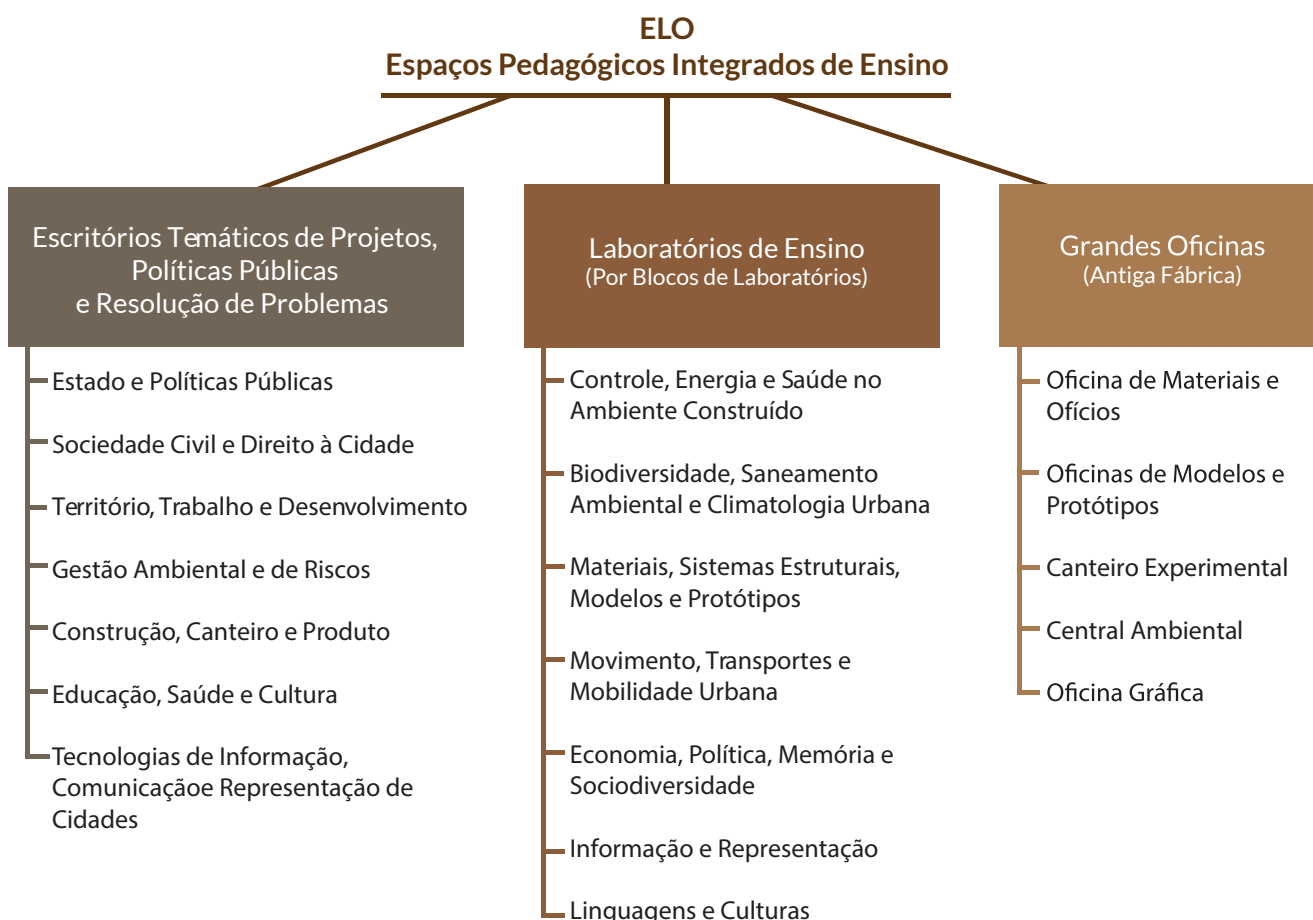 ELO
Espaços Pedagógicos Integrados de Ensino
Escritórios Temáticos de Projetos,
Políticas Públicas
e Resolução de Problemas
Estado e Políticas Públicas
Sociedade Civil e Direito à Cidade
Território, Trabalho e Desenvolvimento
Gestão Ambiental e de Riscos
Construção, Canteiro e Produto
Educação, Saúde e Cultura
Tecnologias de Informação,
Comunicaçãoe Representação de
Cidades
Laboratórios de Ensino
(Por Blocos de Laboratórios)
Controle, Energia e Saúde no
Ambiente Construído
Biodiversidade, Saneamento
Ambiental e Climatologia Urbana
Materiais, Sistemas Estruturais,
Modelos e Protótipos
Movimento, Transportes e
Mobilidade Urbana
Economia, Política, Memória e
Sociodiversidade
Informação e Representação
Linguagens e Culturas
Grandes Oficinas
(Antiga Fábrica)
Oficina de Materiais e
Ofícios
Oficinas de Modelos e
Protótipos
Canteiro Experimental
Central Ambiental
Oficina Gráfica